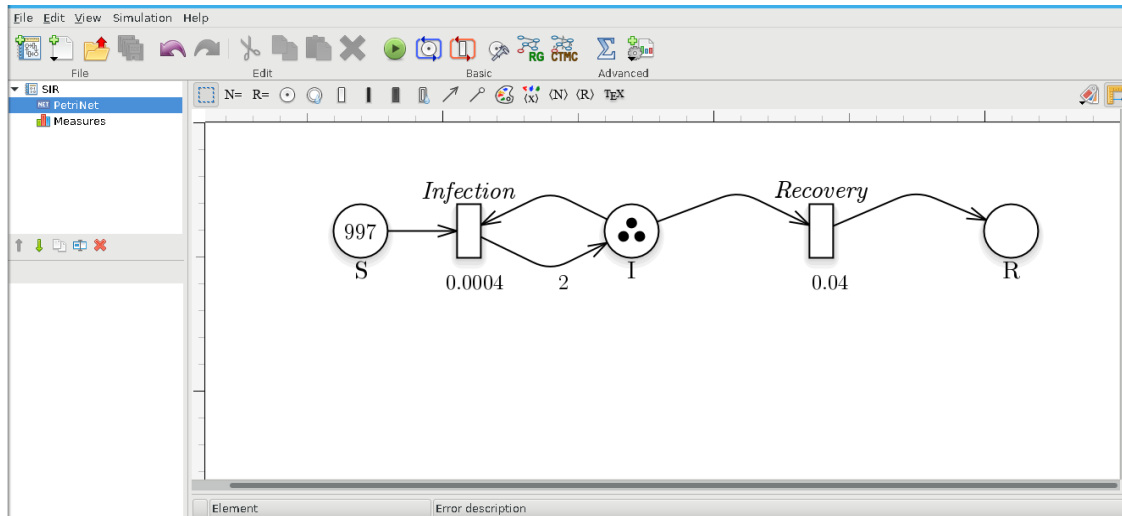 File Edit View Simulation Help
RG CTMC
File Edit Basic Advanced
SIR
NET PetriNet
Measures
N= R= ⟨x⟩ ⟨N⟩ ⟨R⟩ TEX
Infection Recovery
997
S I R
0.0004 2 0.04
Element Error description